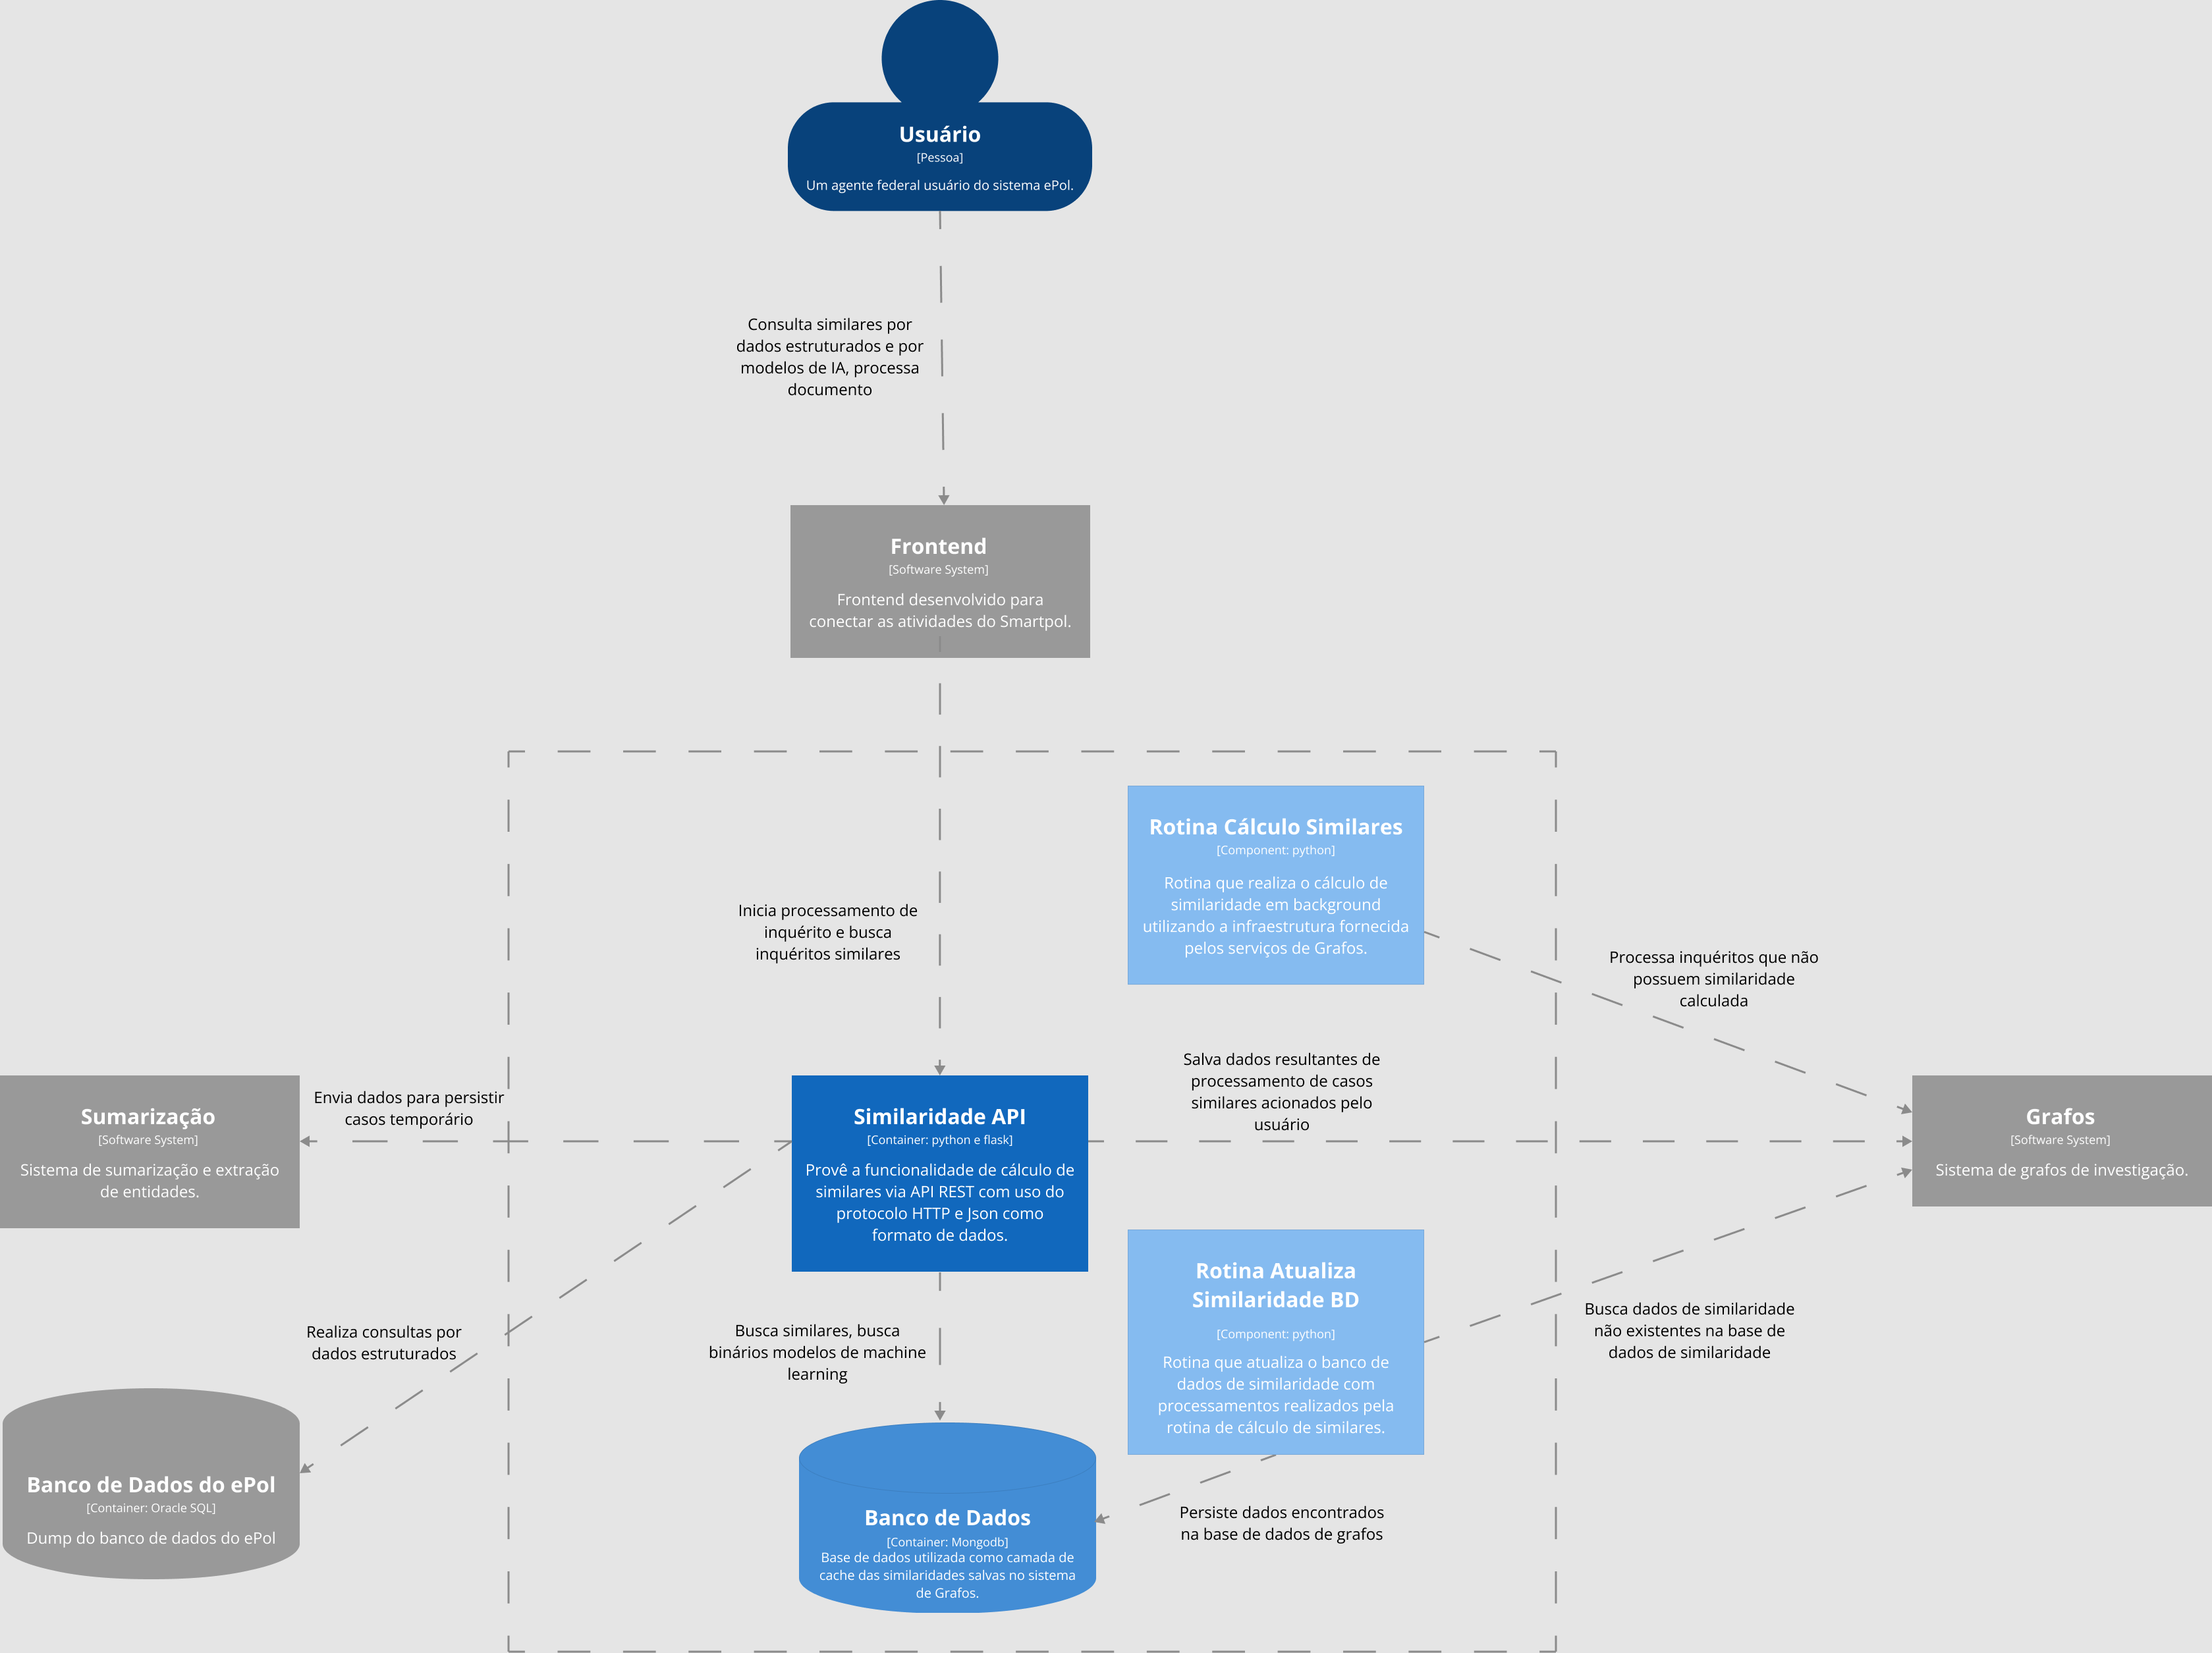 Usuário
[Pessoa]
Um agente federal usuário do sistema ePol.
Consulta similares por
dados estruturados e por
modelos de IA, processa
documento
Frontend
[Software System]
Frontend desenvolvido para
conectar as atividades do Smartpol.
Rotina Cálculo Similares
[Component: python]
Rotina que realiza o cálculo de
similaridade em background
utilizando a infraestrutura fornecida
pelos serviços de Grafos.
Inicia processamento de
inquérito e busca
inquéritos similares
Processa inquéritos que não
possuem similaridade
calculada
Sumarização
[Software System]
Sistema de sumarização e extração
de entidades.
Envia dados para persistir
casos temporário
Similaridade API
[Container: python e flask]
Provê a funcionalidade de cálculo de
similares via API REST com uso do
protocolo HTTP e Json como
formato de dados.
Salva dados resultantes de
processamento de casos
similares acionados pelo
usuário
Grafos
[Software System]
Sistema de grafos de investigação.
Rotina Atualiza
Similaridade BD
[Component: python]
Rotina que atualiza o banco de
dados de similaridade com
processamentos realizados pela
rotina de cálculo de similares.
Busca dados de similaridade
não existentes na base de
dados de similaridade
Realiza consultas por
dados estruturados
Busca similares, busca
binários modelos de machine
learning
Banco de Dados do ePol
[Container: Oracle SQL]
Dump do banco de dados do ePol
Banco de Dados
[Container: Mongodb]
Base de dados utilizada como camada de
cache das similaridades salvas no sistema
de Grafos.
Persiste dados encontrados
na base de dados de grafos